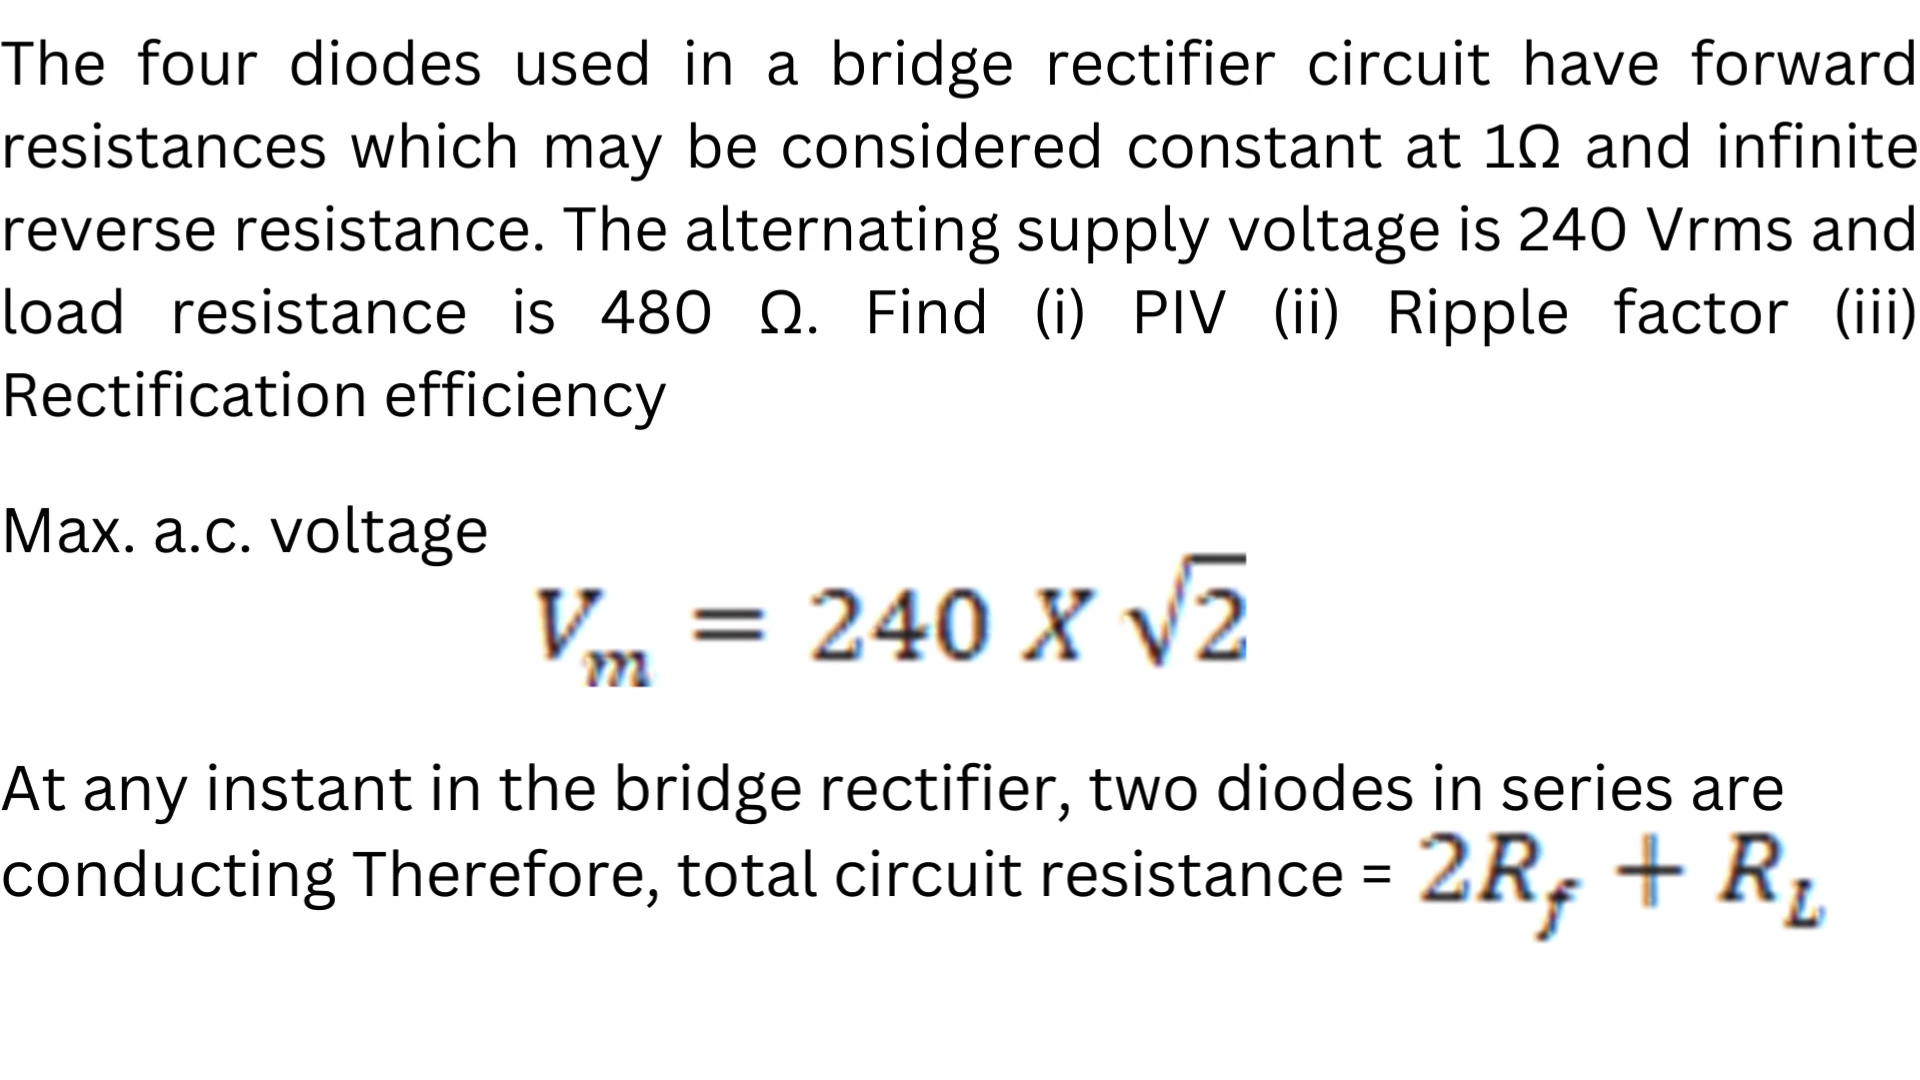 The four diodes used in a bridge rectifier circuit have forward
resistances which may be considered constant at 1Ω and infinite
reverse resistance. The alternating supply voltage is 240 Vrms and
load resistance is 480 Ω. Find (i) PIV (ii) Ripple factor (iii)
Rectification efficiency
Max. a.c. voltage
V_m = 240 X √2
At any instant in the bridge rectifier, two diodes in series are
conducting Therefore, total circuit resistance = 2R_f + R_L